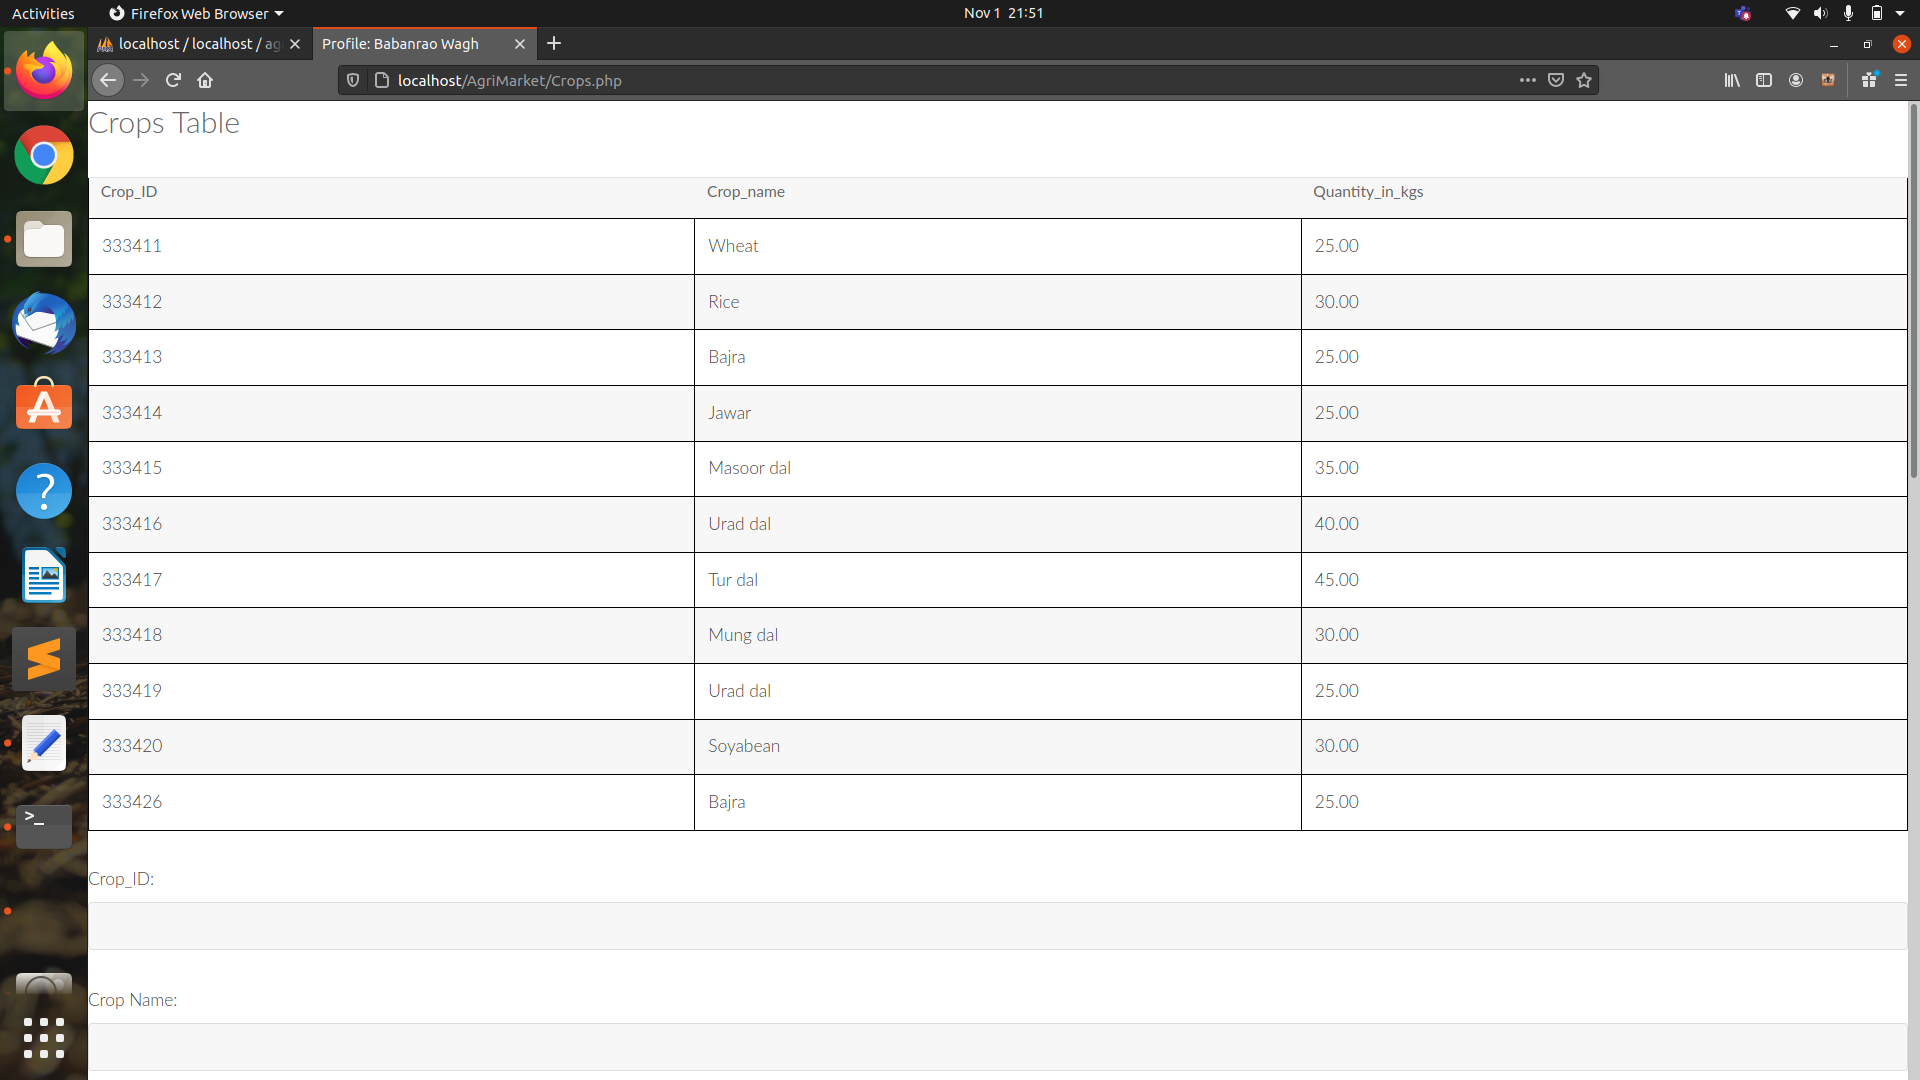 Activities Firefox Web Browser Nov 1 21:51
localhost / localhost / ag Profile: Babanrao Wagh
localhost/AgriMarket/Crops.php
Crops Table
Crop_ID Crop_name Quantity_in_kgs
333411 Wheat 25.00
333412 Rice 30.00
333413 Bajra 25.00
333414 Jawar 25.00
333415 Masoor dal 35.00
333416 Urad dal 40.00
333417 Tur dal 45.00
333418 Mung dal 30.00
333419 Urad dal 25.00
333420 Soyabean 30.00
333426 Bajra 25.00
Crop_ID:
Crop Name: